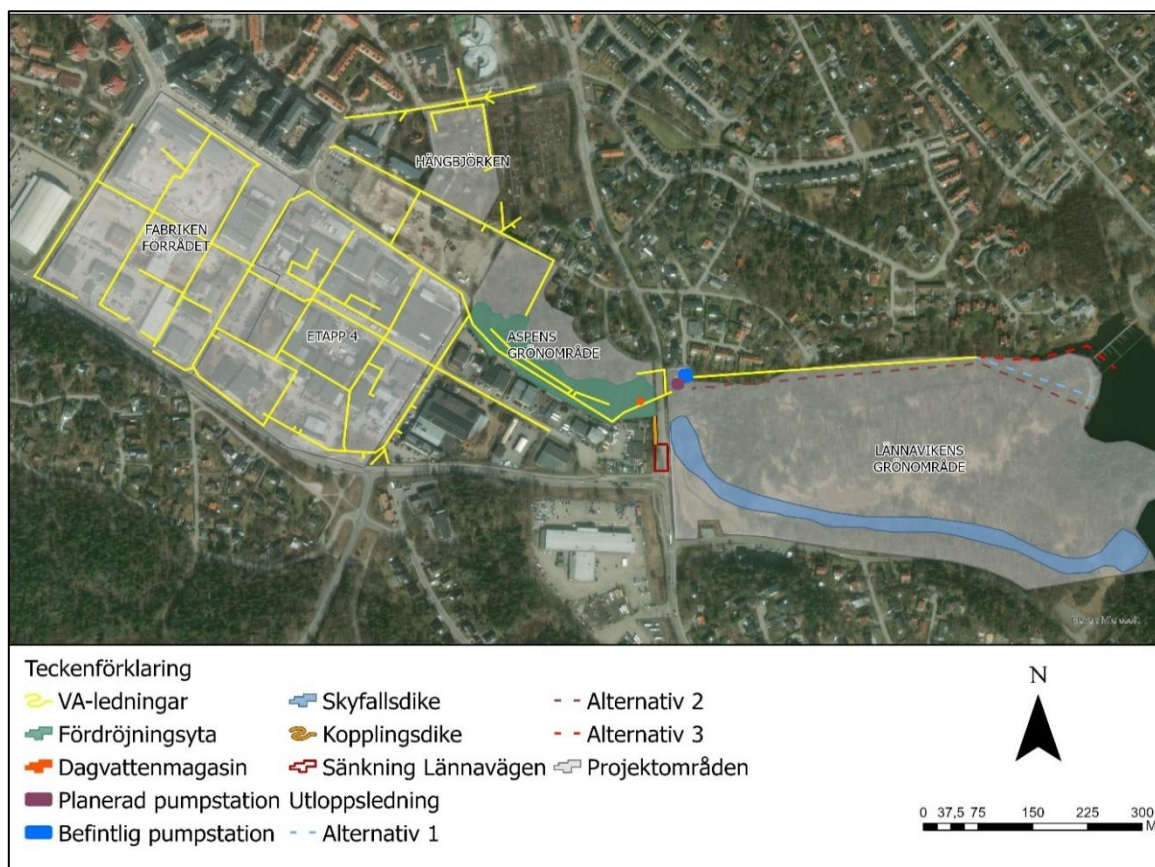 HÄNGBJÖRKEN
FABRIKEN
FÖRRÅDET
ETAPP 4
ASPENS
GRÖNOMRÅDE
LÄNNAVIKENS
GRÖNOMRÅDE
Teckenförklaring
VA-ledningar
Fördröjningsyta
Dagvattenmagasin
Planerad pumpstation
Befintlig pumpstation
Skyfallsdike
Kopplingsdike
Sänkning Lännavägen
Utloppsledning
Alternativ 1
Alternativ 2
Alternativ 3
Projektområden
N
0 37,5 75 150 225 300
M